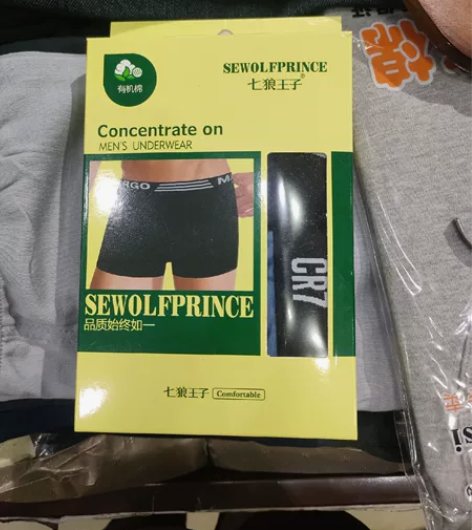 有机棉
SEWOLFPRINCE
七狼王子®
Concentrate on
MEN'S UNDERWEAR
CR7
SEWOLFPRINCE
品质始终如一
七狼王子 Comfortable
棉